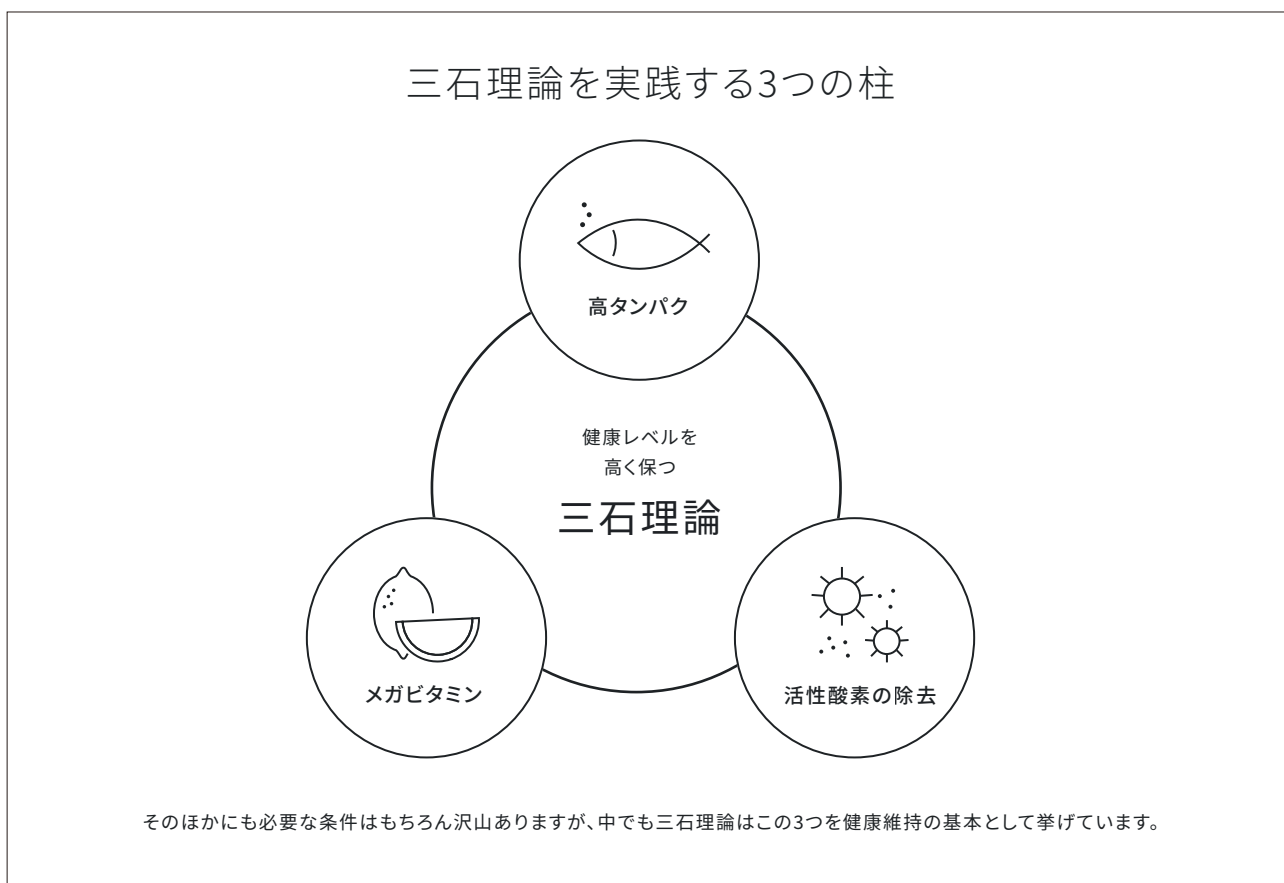 三石理論を実践する3つの柱
高タンパク
健康レベルを
高く保つ
三石理論
メガビタミン
活性酸素の除去
そのほかにも必要な条件はもちろん沢山ありますが、中でも三石理論はこの3つを健康維持の基本として挙げています。